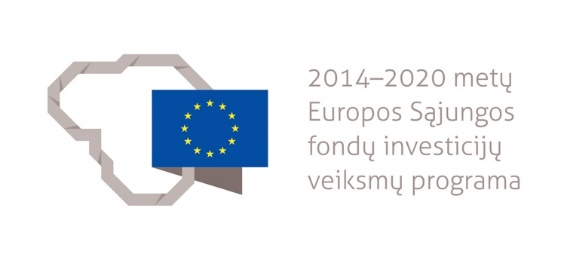 2014–2020 metų
Europos Sąjungos
fondų investicijų
veiksmų programa